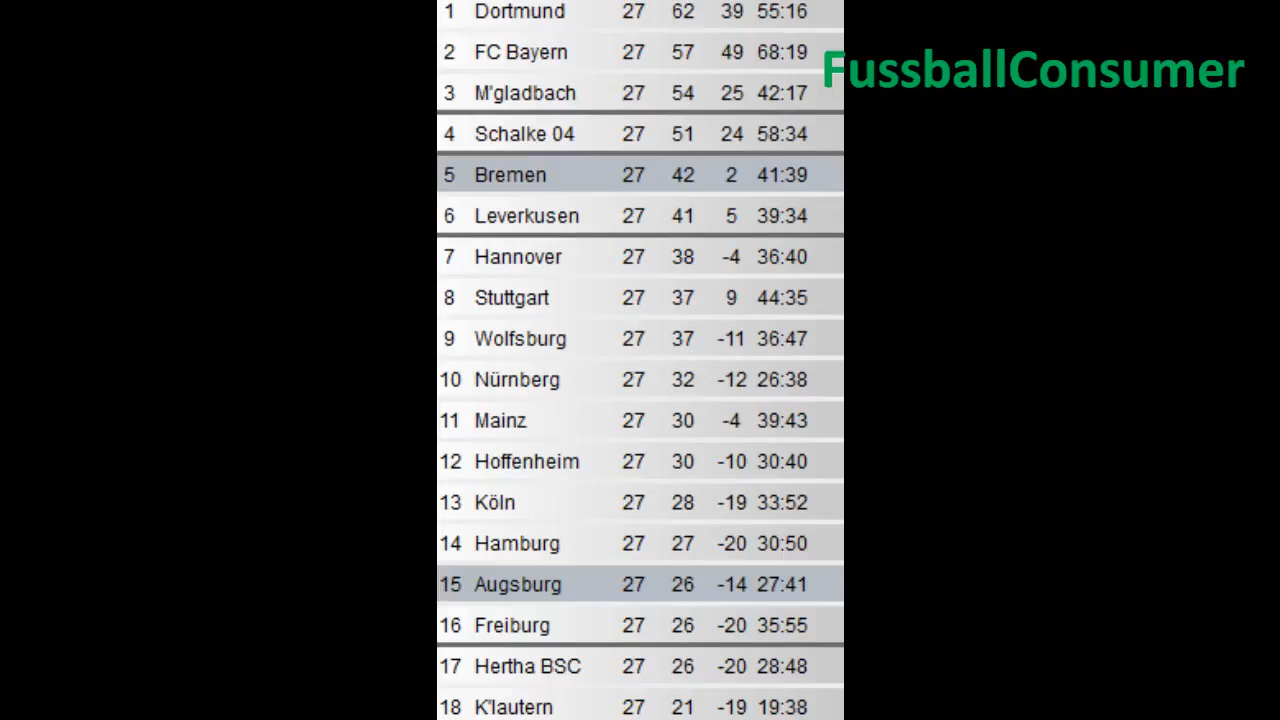 1 Dortmund 27 62 39 55:16
2 FC Bayern 27 57 49 68:19
FussballConsumer
3 M'gladbach 27 54 25 42:17
4 Schalke 04 27 51 24 58:34
5 Bremen 27 42 2 41:39
6 Leverkusen 27 41 5 39:34
7 Hannover 27 38 -4 36:40
8 Stuttgart 27 37 9 44:35
9 Wolfsburg 27 37 -11 36:47
10 Nürnberg 27 32 -12 26:38
11 Mainz 27 30 -4 39:43
12 Hoffenheim 27 30 -10 30:40
13 Köln 27 28 -19 33:52
14 Hamburg 27 27 -20 30:50
15 Augsburg 27 26 -14 27:41
16 Freiburg 27 26 -20 35:55
17 Hertha BSC 27 26 -20 28:48
18 K'lautern 27 21 -19 19:38